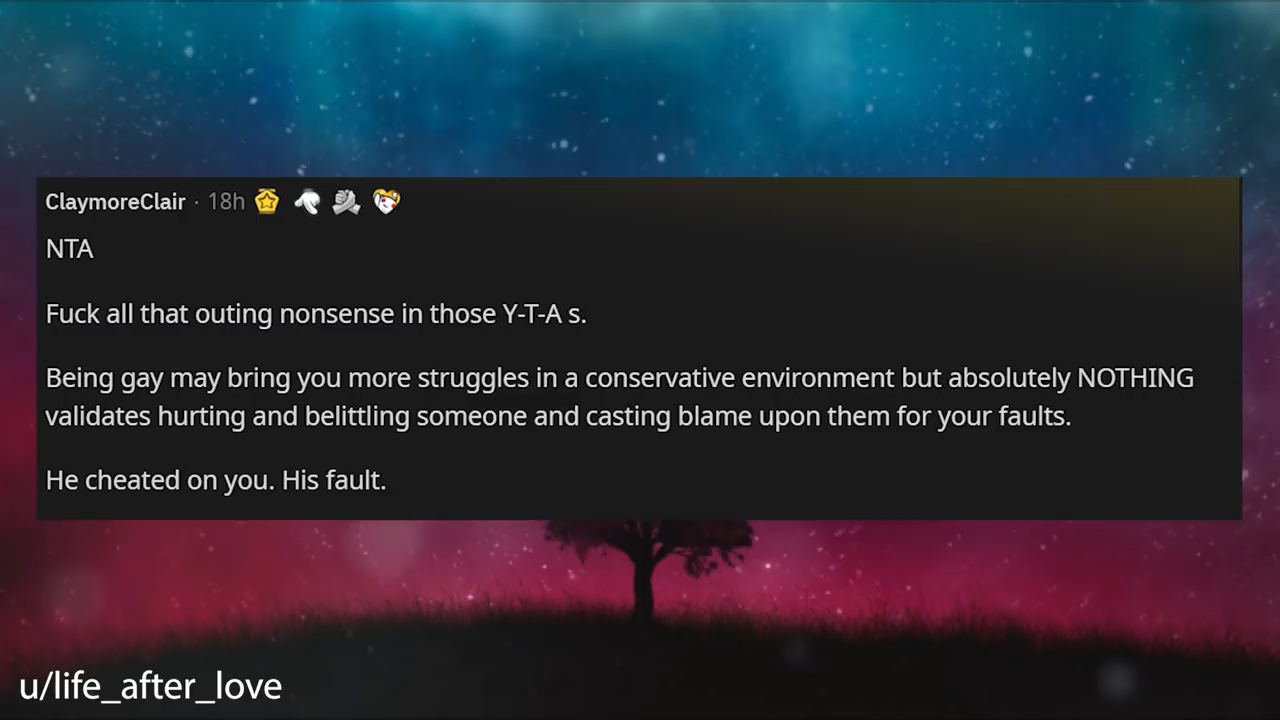 ClaymoreClair · 18h
NTA
Fuck all that outing nonsense in those Y-T-A s.
Being gay may bring you more struggles in a conservative environment but absolutely NOTHING
validates hurting and belittling someone and casting blame upon them for your faults.
He cheated on you. His fault.
u/life_after_love